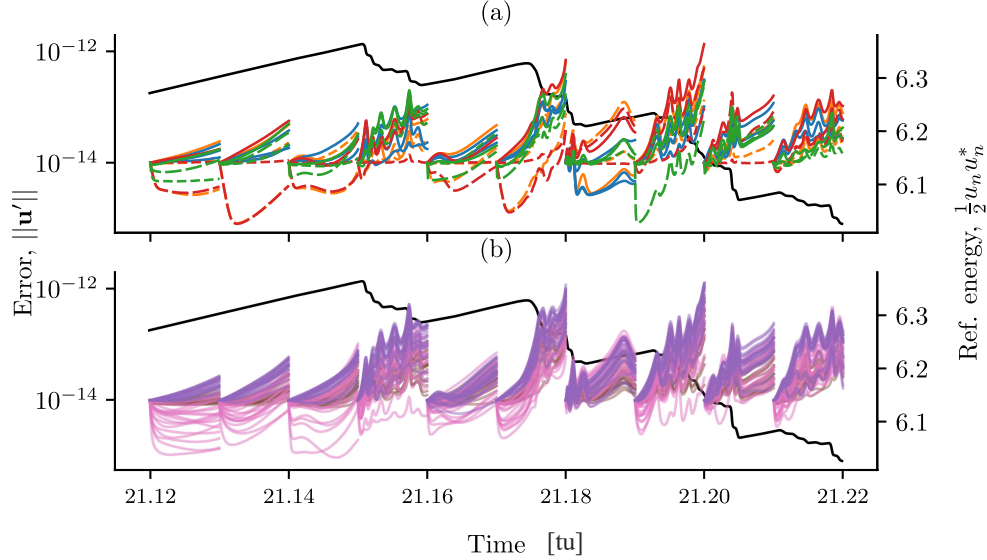 (a)
10⁻¹²
10⁻¹⁴
6.3
6.2
6.1
(b)
10⁻¹²
10⁻¹⁴
6.3
6.2
6.1
21.12 21.14 21.16 21.18 21.20 21.22
Time [tu]
Error, ||𝐮′||
Ref. energy, ½uₙuₙ*